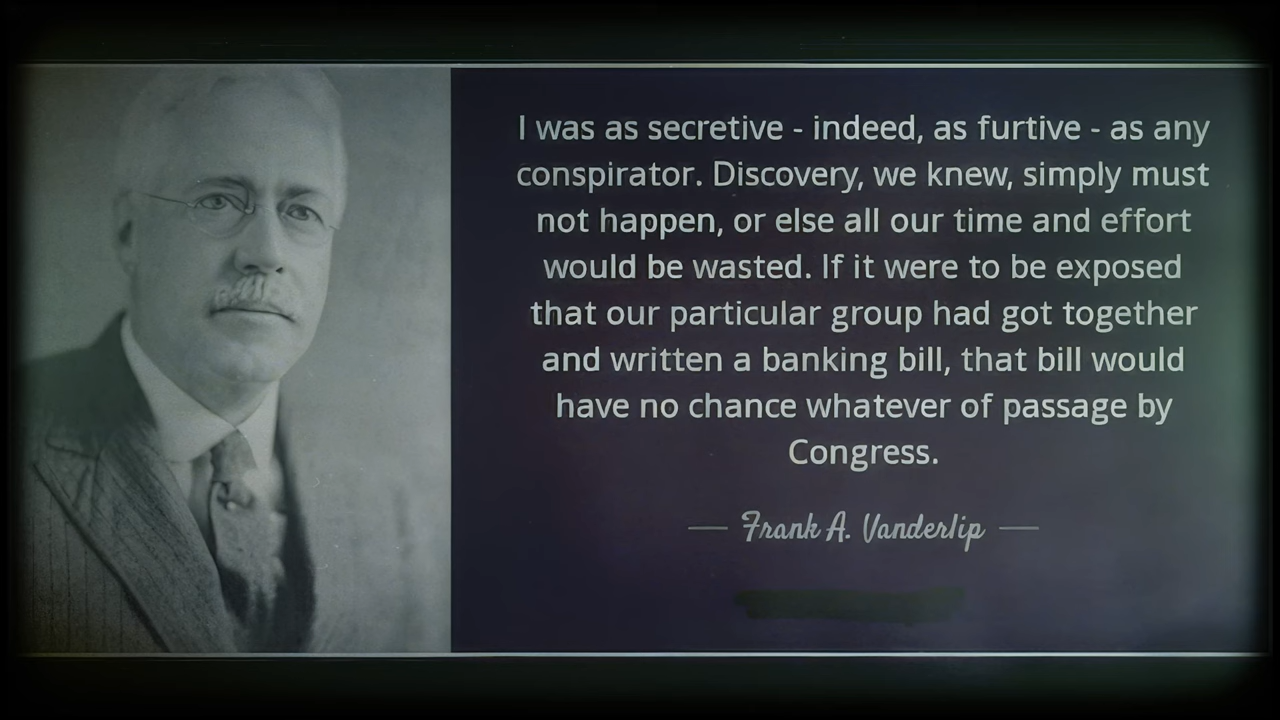 I was as secretive - indeed, as furtive - as any
conspirator. Discovery, we knew, simply must
not happen, or else all our time and effort
would be wasted. If it were to be exposed
that our particular group had got together
and written a banking bill, that bill would
have no chance whatever of passage by
Congress.
Frank A. Vanderlip